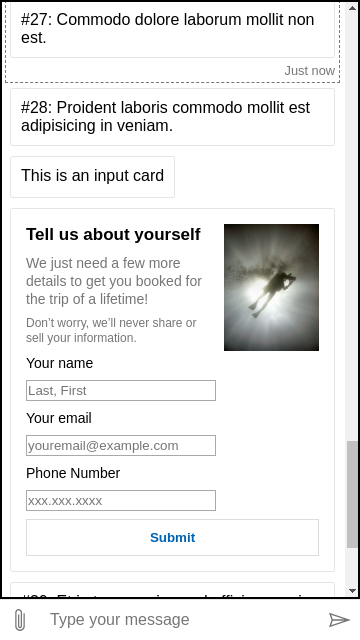 #27: Commodo dolore laborum mollit non
est.
Just now
#28: Proident laboris commodo mollit est
adipisicing in veniam.
This is an input card
Tell us about yourself
We just need a few more
details to get you booked for
the trip of a lifetime!
Don't worry, we'll never share or
sell your information.
Your name
Last, First
Your email
youremail@example.com
Phone Number
xxx.xxx.xxxx
Submit
Type your message